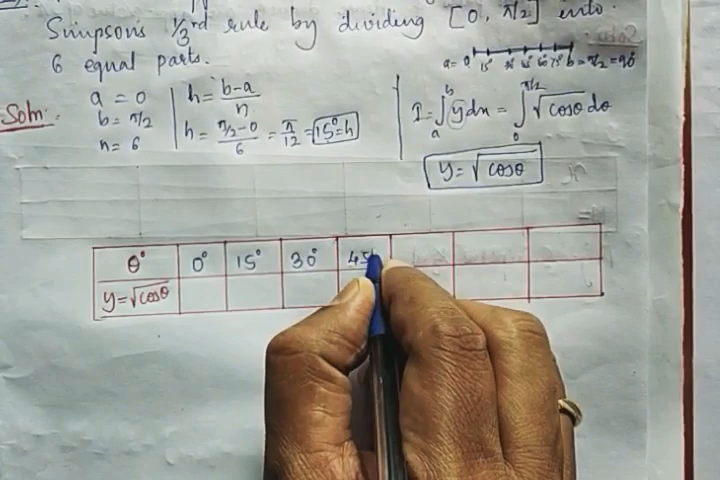 Simpson's 1/3rd rule by dividing [0, π/2] into
6 equal parts.
a= 0 15° 30° 45° 60° 75° b=π/2=90°
Soln:
a = 0
b = π/2
n = 6
h = b-a/n
h = π/2-0/6 = π/12 = 15°=h
I = ∫ₐᵇ y dx = ∫₀^π/2 √cosθ dθ
y = √cosθ
θ° 0° 15° 30° 45
y=√cosθ